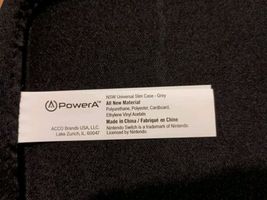 PowerA
ACCO Brands USA, LLC.
Lake Zurich, IL 60047
NSW Universal Slim Case - Grey
All New Material
Polyurethane, Polyester, Cardboard,
Ethylene Vinyl Acetate
Made in China / Fabriqué en Chine
Nintendo Switch is a trademark of Nintendo.
Licensed by Nintendo.